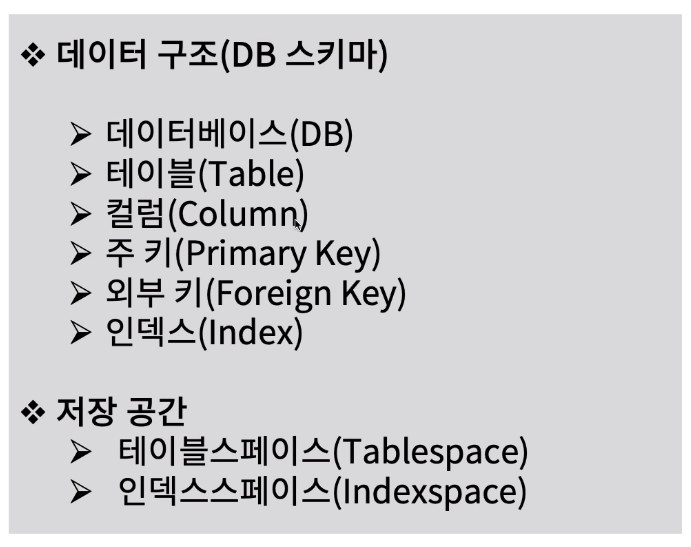 ❖ 데이터 구조(DB 스키마)
➢ 데이터베이스(DB)
➢ 테이블(Table)
➢ 컬럼(Column)
➢ 주 키(Primary Key)
➢ 외부 키(Foreign Key)
➢ 인덱스(Index)
❖ 저장 공간
➢ 테이블스페이스(Tablespace)
➢ 인덱스스페이스(Indexspace)